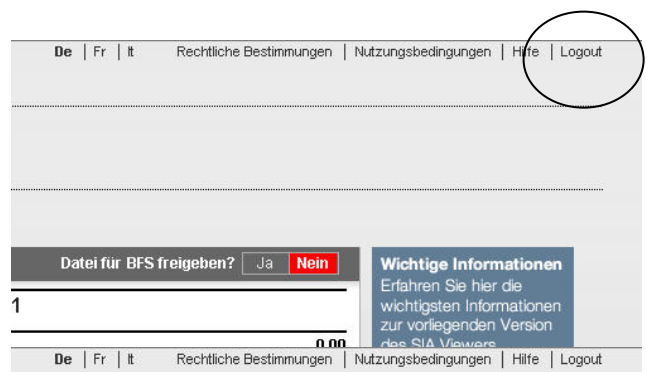 De | Fr | It Rechtliche Bestimmungen | Nutzungsbedingungen | Hilfe | Logout
Datei für BFS freigeben? Ja Nein
1
0.00
Wichtige Informationen
Erfahren Sie hier die
wichtigsten Informationen
zur vorliegenden Version
des SIA Viewers
De | Fr | It Rechtliche Bestimmungen | Nutzungsbedingungen | Hilfe | Logout